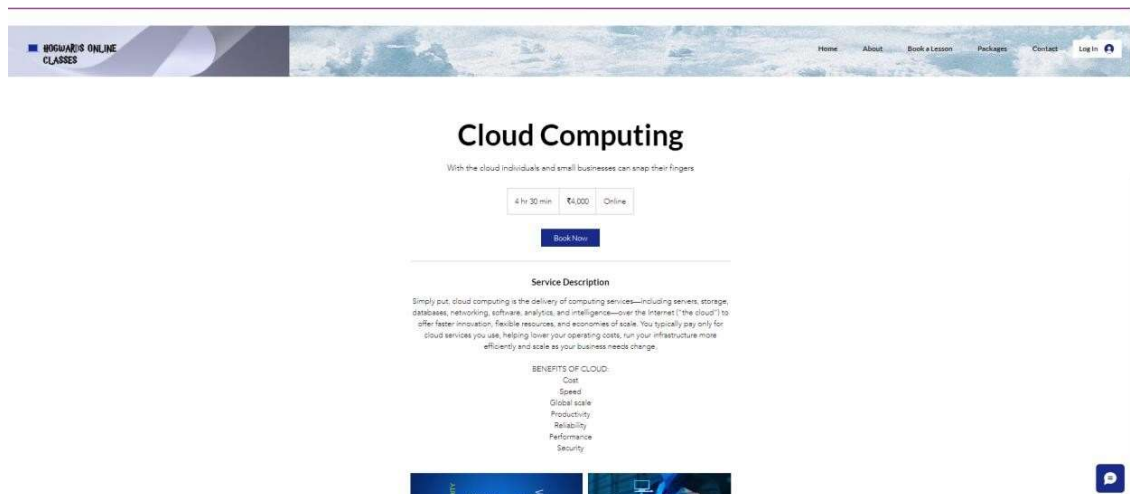 HOGWARDS ONLINE
CLASSES
Home About Book a Lesson Packages Contact Log In
Cloud Computing
With the cloud individuals and small businesses can snap their fingers
4 hr 30 min ₹4,000 Online
Book Now
Service Description
Simply put, cloud computing is the delivery of computing services—including servers, storage,
databases, networking, software, analytics, and intelligence—over the Internet ("the cloud") to
offer faster innovation, flexible resources, and economies of scale. You typically pay only for
cloud services you use, helping lower your operating costs, run your infrastructure more
efficiently and scale as your business needs change.
BENEFITS OF CLOUD:
Cost
Speed
Global scale
Productivity
Reliability
Performance
Security